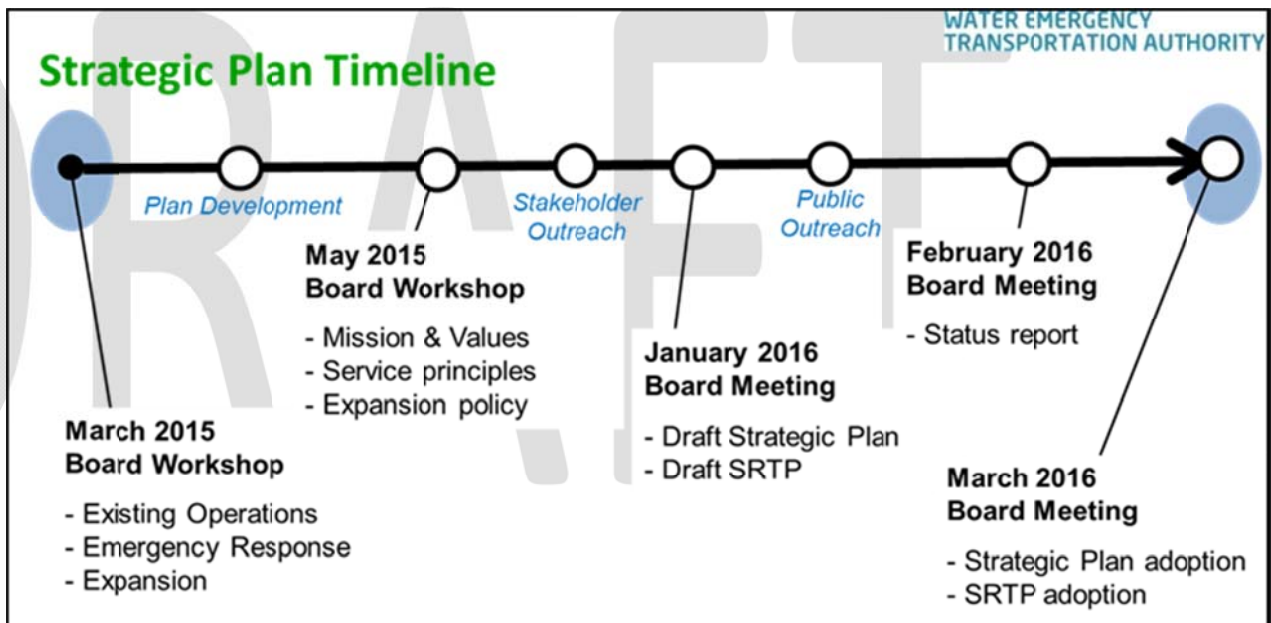 WATER EMERGENCY
TRANSPORTATION AUTHORITY
Strategic Plan Timeline
Plan Development
Stakeholder
Outreach
Public
Outreach
March 2015
Board Workshop
- Existing Operations
- Emergency Response
- Expansion
May 2015
Board Workshop
- Mission & Values
- Service principles
- Expansion policy
January 2016
Board Meeting
- Draft Strategic Plan
- Draft SRTP
February 2016
Board Meeting
- Status report
March 2016
Board Meeting
- Strategic Plan adoption
- SRTP adoption
DRAFT